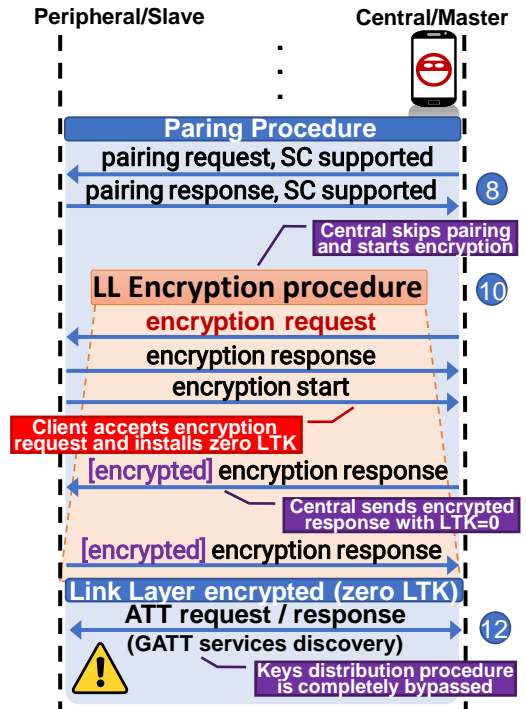 Peripheral/Slave
Central/Master
Paring Procedure
pairing request, SC supported
pairing response, SC supported
8
Central skips pairing
and starts encryption
LL Encryption procedure
10
encryption request
encryption response
encryption start
Client accepts encryption
request and installs zero LTK
[encrypted] encryption response
Central sends encrypted
response with LTK=0
[encrypted] encryption response
Link Layer encrypted (zero LTK)
ATT request / response
12
(GATT services discovery)
Keys distribution procedure
is completely bypassed